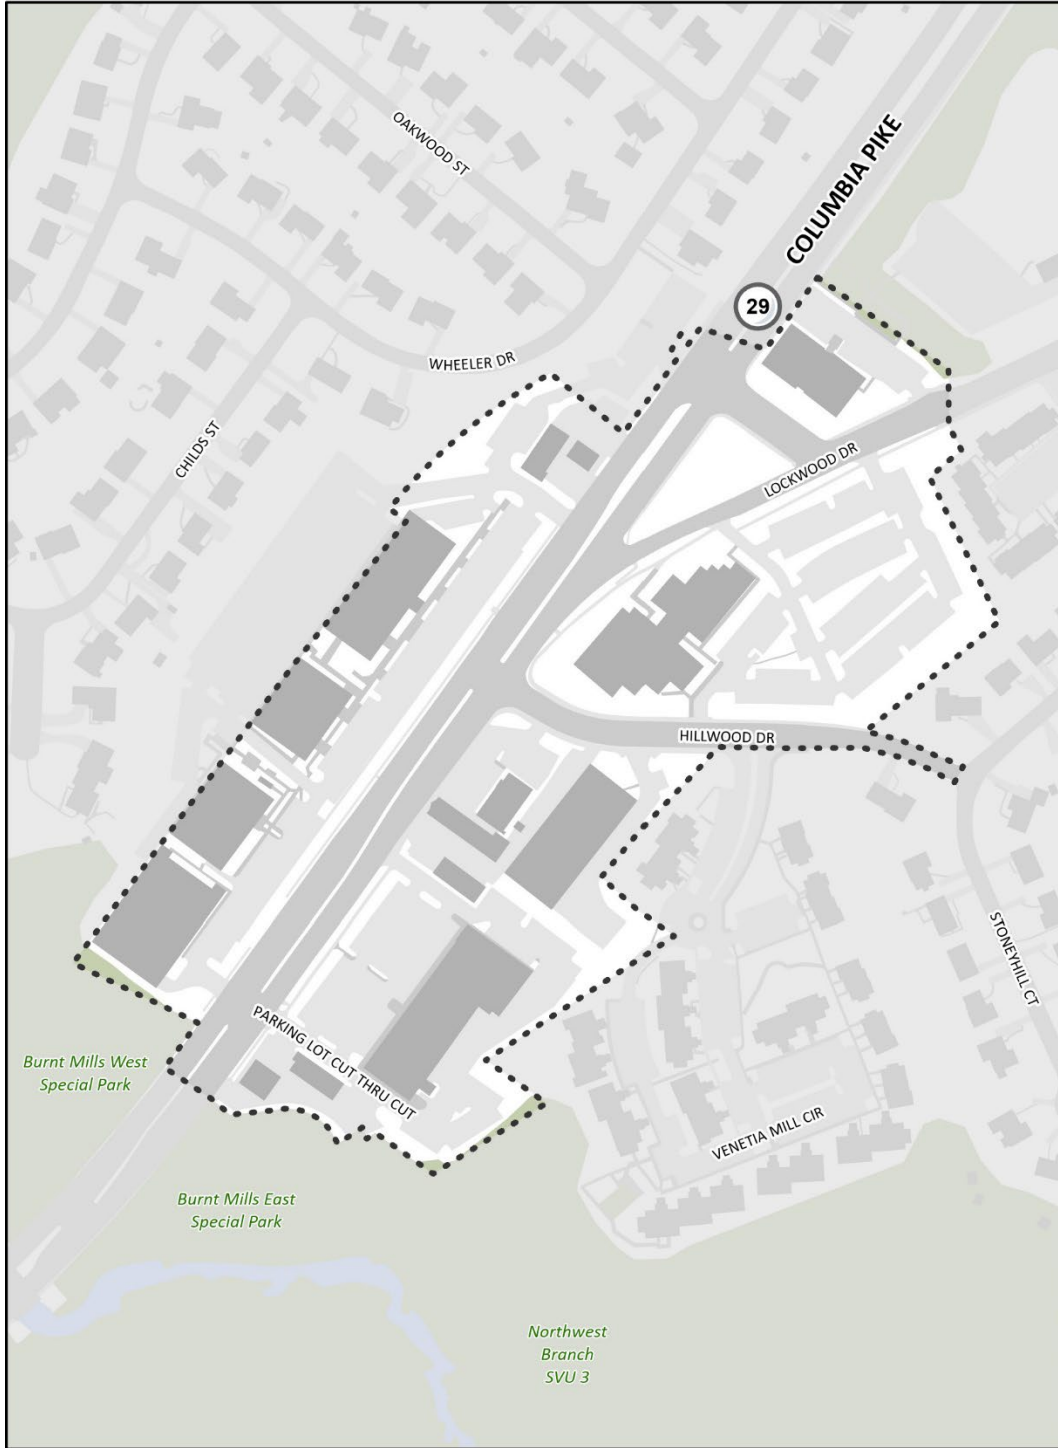 OAKWOOD ST
COLUMBIA PIKE
29
WHEELER DR
CHILDS ST
LOCKWOOD DR
HILLWOOD DR
STONEYHILL CT
PARKING LOT CUT THRU CUT
Burnt Mills West
Special Park
VENETIA MILL CIR
Burnt Mills East
Special Park
Northwest
Branch
SVU 3